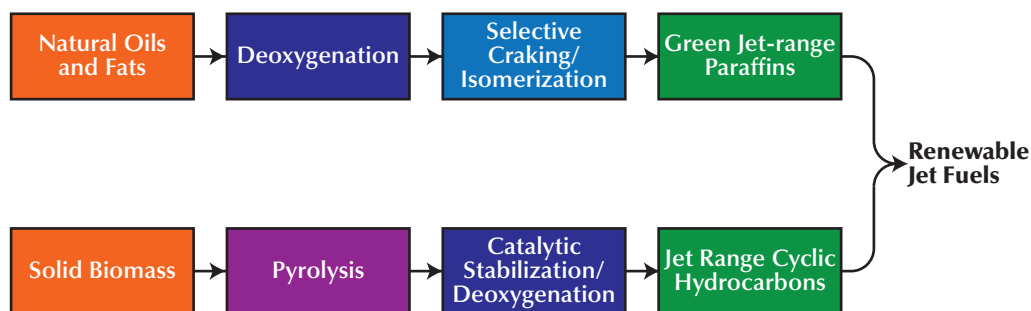 Natural Oils
and Fats
Deoxygenation
Selective
Craking/
Isomerization
Green Jet-range
Paraffins
Renewable
Jet Fuels
Solid Biomass
Pyrolysis
Catalytic
Stabilization/
Deoxygenation
Jet Range Cyclic
Hydrocarbons